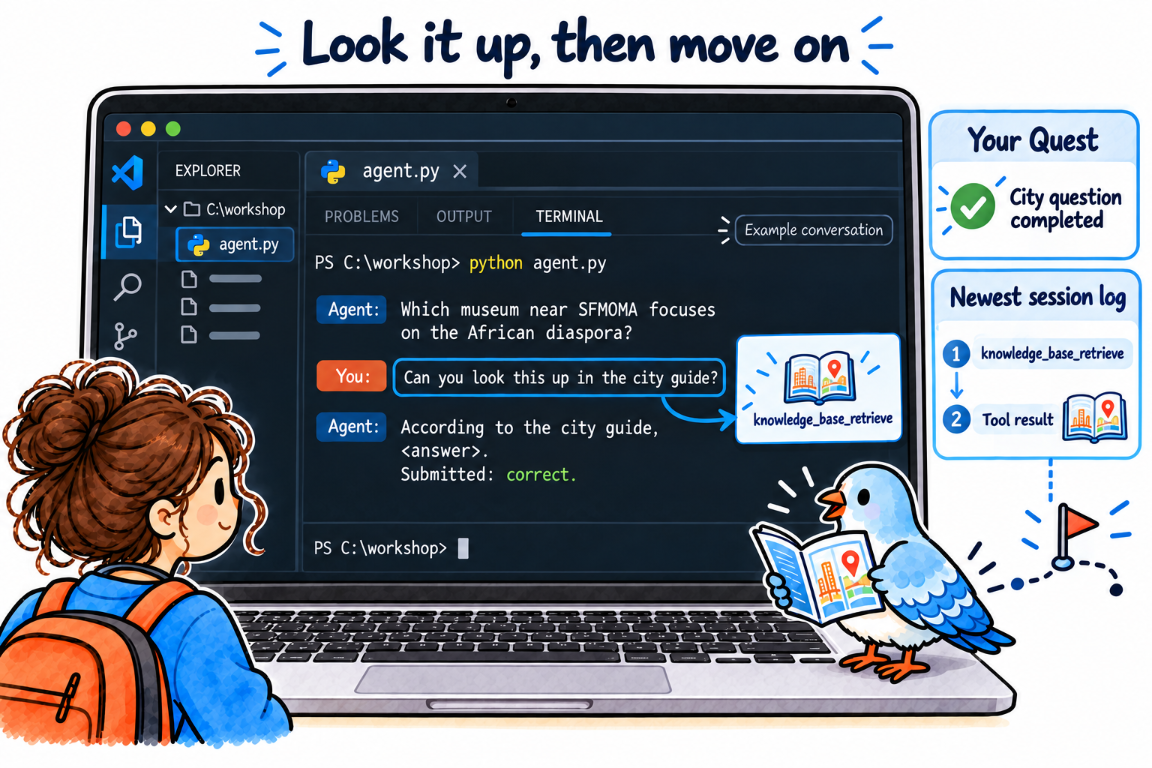 Look it up, then move on
EXPLORER
C:\workshop
agent.py
agent.py
PROBLEMS OUTPUT TERMINAL
Example conversation
PS C:\workshop> python agent.py
Agent: Which museum near SFMOMA focuses
on the African diaspora?
You: Can you look this up in the city guide?
knowledge_base_retrieve
Agent: According to the city guide,
<answer>.
Submitted: correct.
PS C:\workshop>
Your Quest
City question
completed
Newest session log
1 knowledge_base_retrieve
2 Tool result